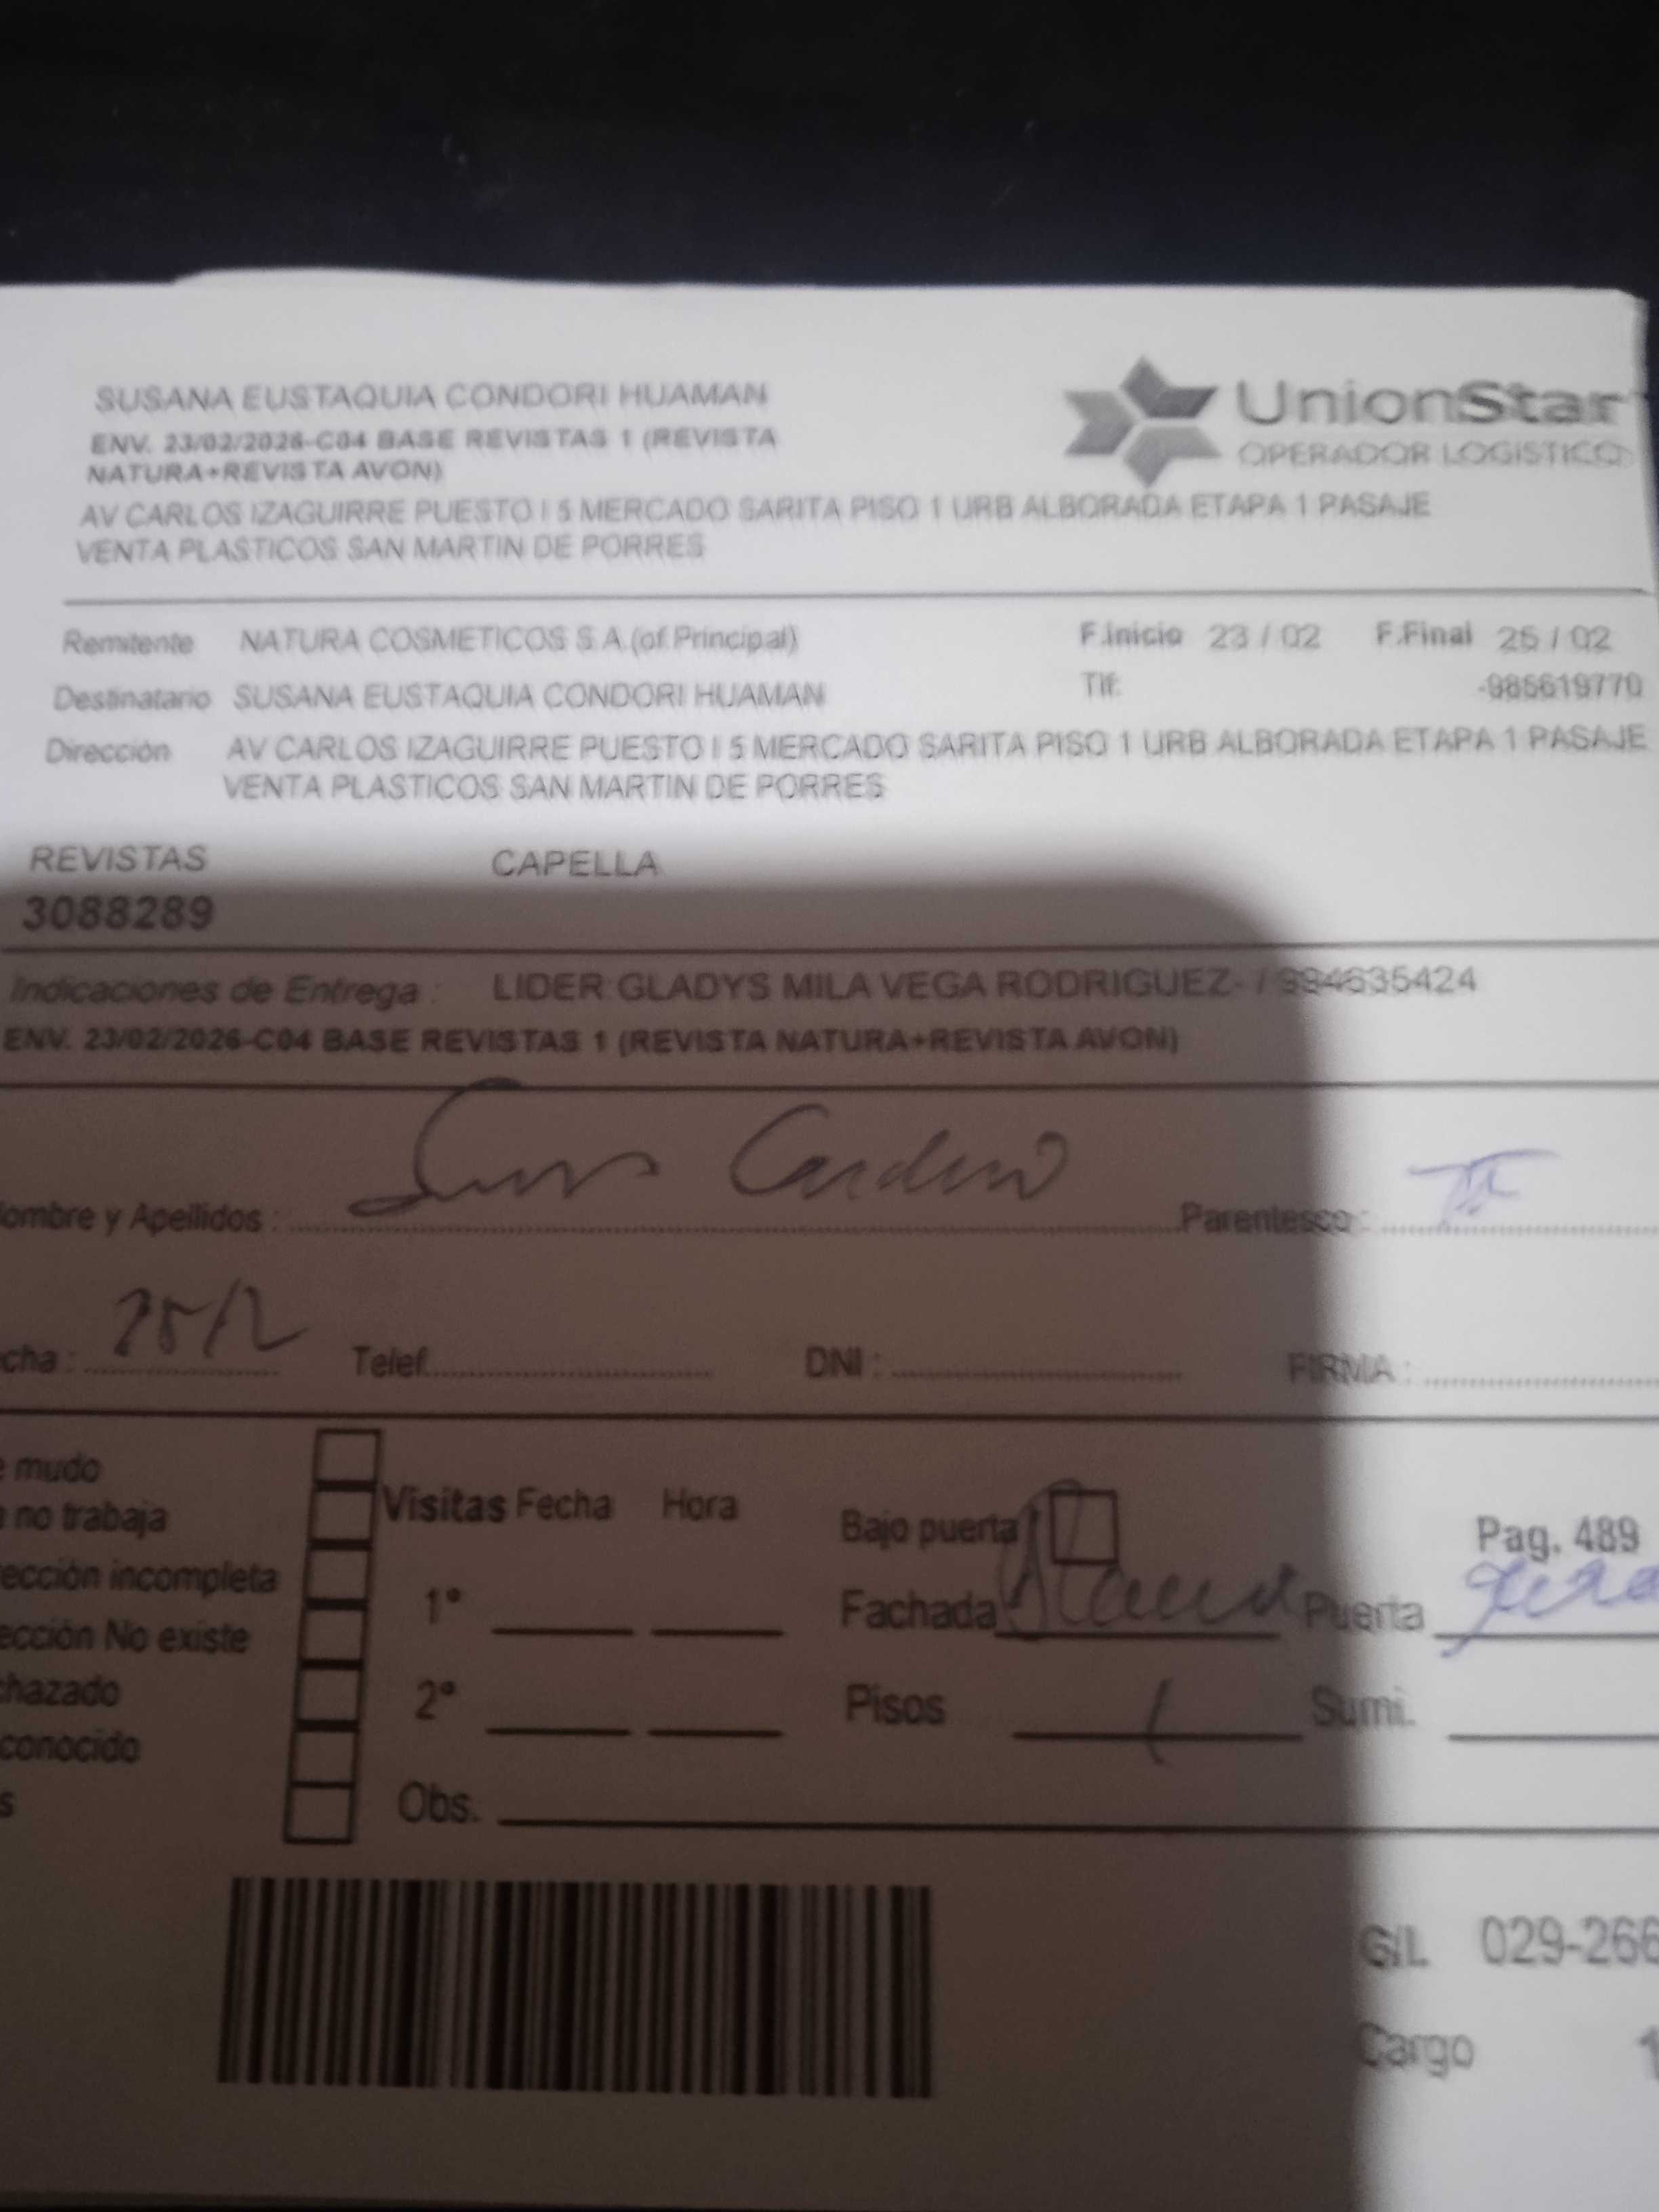 SUSANA EUSTAQUIA CONDORI HUAMAN
ENV. 23/02/2026-C04 BASE REVISTAS 1 (REVISTA
NATURA+REVISTA AVON)
UnionStar
OPERADOR LOGISTICO
AV CARLOS IZAGUIRRE PUESTO I 5 MERCADO SARITA PISO 1 URB ALBORADA ETAPA 1 PASAJE
VENTA PLASTICOS SAN MARTIN DE PORRES
Remitente NATURA COSMETICOS S.A.(of.Principal) F.Inicio 23 / 02 F.Final 25 / 02
Destinatario SUSANA EUSTAQUIA CONDORI HUAMAN Tlf: -985619770
Dirección AV CARLOS IZAGUIRRE PUESTO I 5 MERCADO SARITA PISO 1 URB ALBORADA ETAPA 1 PASAJE
VENTA PLASTICOS SAN MARTIN DE PORRES
REVISTAS CAPELLA
3088289
Indicaciones de Entrega : LIDER:GLADYS MILA VEGA RODRIGUEZ- / 994635424
ENV. 23/02/2026-C04 BASE REVISTAS 1 (REVISTA NATURA+REVISTA AVON)
ombre y Apellidos : Parentesco : TT
cha : 25/2 Telef. DNI : FIRMA :
e mudo
no trabaja
Visitas Fecha Hora
Bajo puerta
Pag. 489
ección incompleta
1°
Fachada Puerta
ección No existe
hazado
2°
Pisos 1 Sumi.
conocido
s
Obs.
G/L 029-266
Cargo 1